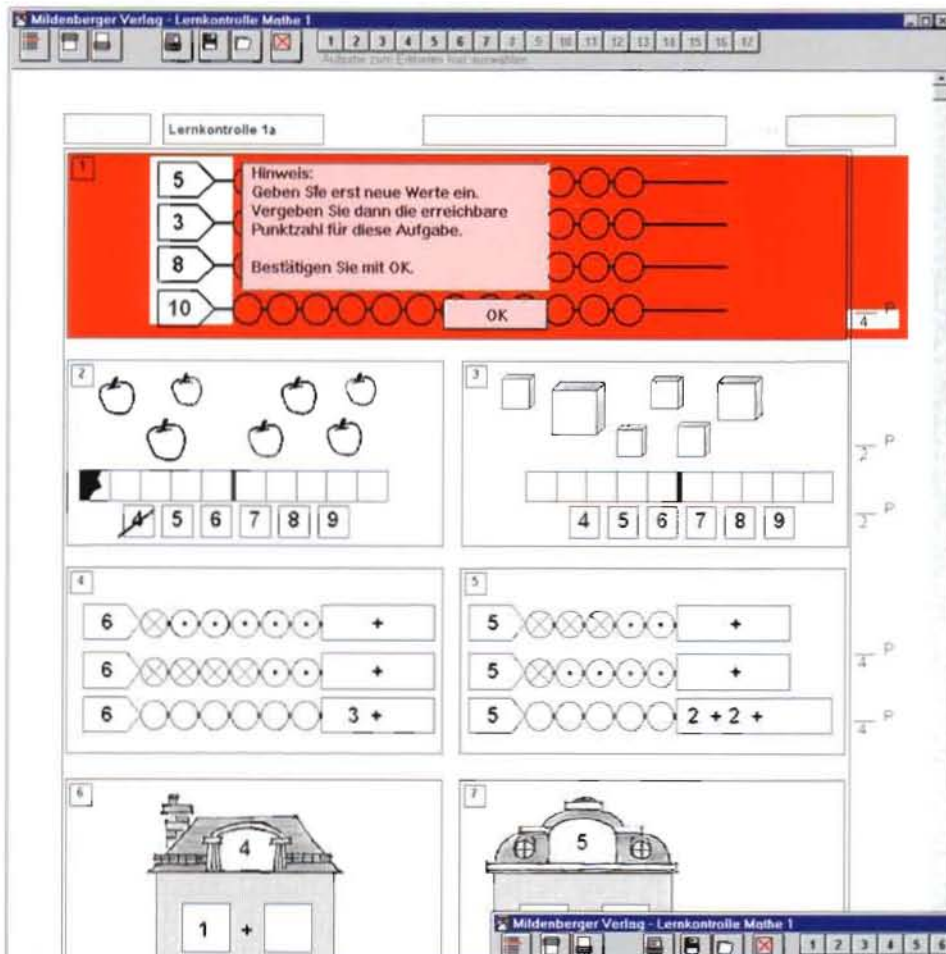 Mildenberger Verlag - Lernkontrolle Mathe 1
1 2 3 4 5 6 7 8 9 10 11 12 13 14 15 16 17
Aufgabe zum Editieren hier auswählen
Lernkontrolle 1a
1
Hinweis:
Geben Sie erst neue Werte ein.
Vergeben Sie dann die erreichbare
Punktzahl für diese Aufgabe.
Bestätigen Sie mit OK.
OK
5
3
8
10
4 P
2
4 5 6 7 8 9
2 P
3
4 5 6 7 8 9
2 P
4
6 +
6 +
6 3 +
4 P
5
5 +
5 +
5 2 + 2 +
4 P
6
4
1 +
7
5
Mildenberger Verlag - Lernkontrolle Mathe 1
1 2 3 4 5 6